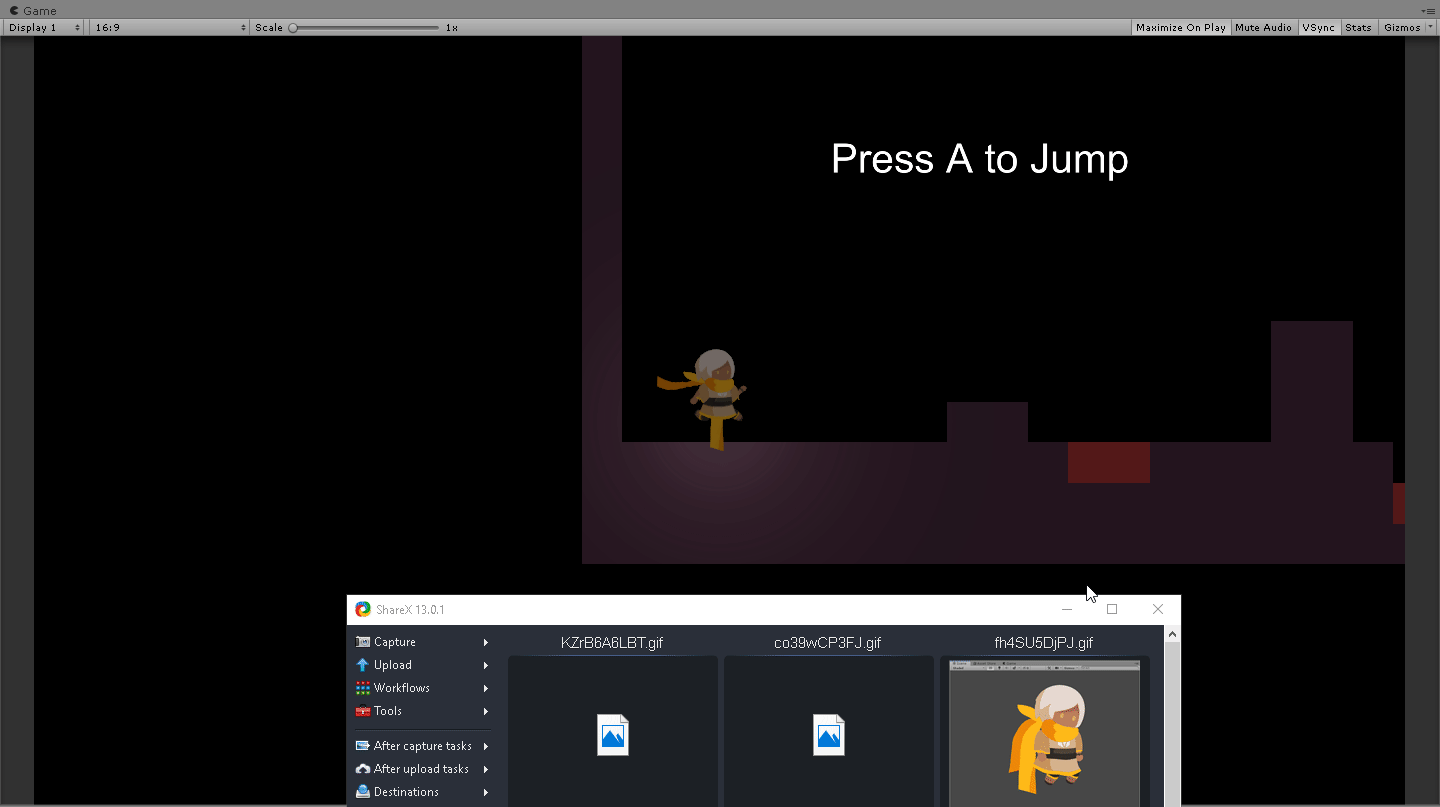 Game
Display 1 16:9 Scale 1x Maximize On Play Mute Audio VSync Stats Gizmos
Press A to Jump
ShareX 13.0.1
Capture
Upload
Workflows
Tools
After capture tasks
After upload tasks
Destinations
KZrB6A6LBT.gif co39wCP3FJ.gif fh4SU5DjPJ.gif